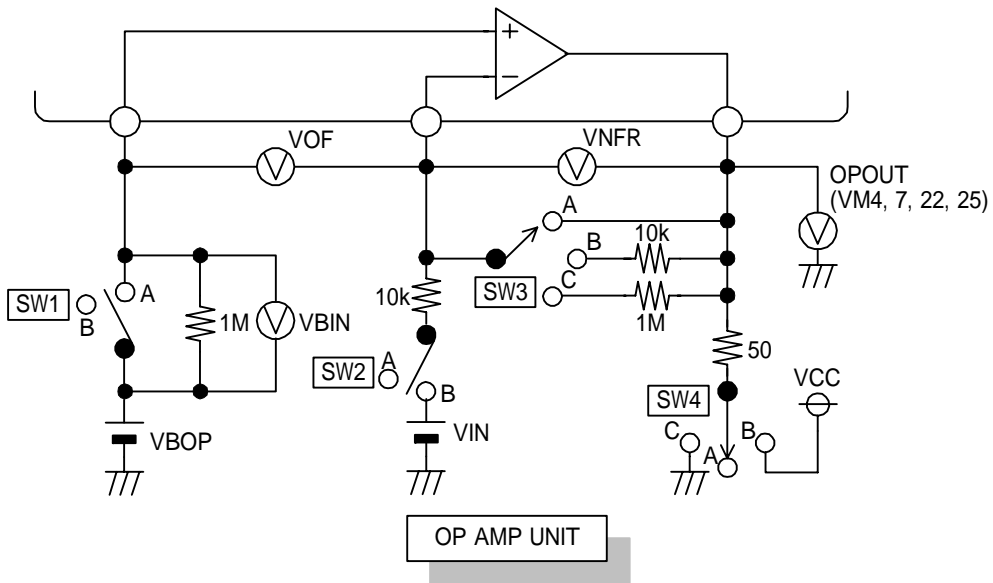 +
−
VOF
VNFR
V
V
OPOUT
(VM4, 7, 22, 25)
V
A
10k
B
C
SW3
1M
SW1
A
B
1M
V
VBIN
10k
50
SW2
A
B
SW4
VCC
C
A
B
VBOP
VIN
OP AMP UNIT